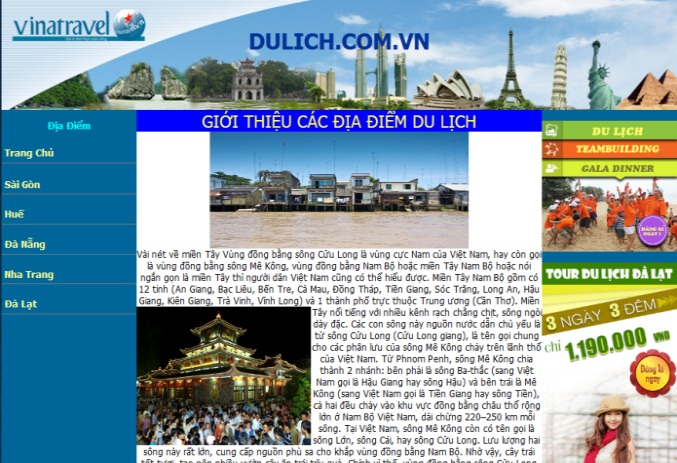 vinatravel
DULICH.COM.VN
Địa Điểm
Trang Chủ
Sài Gòn
Huế
Đà Nẵng
Nha Trang
Đà Lạt
GIỚI THIỆU CÁC ĐỊA ĐIỂM DU LỊCH
Vài nét về miền Tây Vùng đồng bằng sông Cửu Long là vùng cực Nam của Việt Nam, hay còn gọi
là vùng đồng bằng sông Mê Kông, vùng đồng bằng Nam Bộ hoặc miền Tây Nam Bộ hoặc nói
ngắn gọn là miền Tây thì người dân Việt Nam cũng có thể hiểu được. Miền Tây Nam Bộ gồm có
12 tỉnh (An Giang, Bạc Liêu, Bến Tre, Cà Mau, Đồng Tháp, Tiền Giang, Sóc Trăng, Long An, Hậu
Giang, Kiên Giang, Trà Vinh, Vĩnh Long) và 1 thành phố trực thuộc Trung ương (Cần Thơ). Miền
Tây nổi tiếng với nhiều kênh rạch chằng chịt, sông ngòi
dày đặc. Các con sông này nguồn nước dẫn chủ yếu là
từ sông Cửu Long (Cửu Long giang), là tên gọi chung
cho các phân lưu của sông Mê Kông chảy trên lãnh thổ
của Việt Nam. Từ Phnom Penh, sông Mê Kông chia
thành 2 nhánh: bên phải là sông Ba-thắc (sang Việt
Nam gọi là Hậu Giang hay sông Hậu) và bên trái là Mê
Kông (sang Việt Nam gọi là Tiền Giang hay sông Tiền),
cả hai đều chảy vào khu vực đồng bằng châu thổ rộng
lớn ở Nam Bộ Việt Nam, dài chừng 220–250 km mỗi
sông. Tại Việt Nam, sông Mê Kông còn có tên gọi là
sông Lớn, sông Cái, hay sông Cửu Long. Lưu lượng hai
sông này rất lớn, cung cấp nguồn phù sa cho khắp vùng đồng bằng Nam Bộ. Nhờ vậy, cây trái
DU LỊCH
TEAMBUILDING
GALA DINNER
ĐĂNG KÍ
NGAY !
TOUR DU LỊCH ĐÀ LẠT
3 NGÀY 3 ĐÊM
chỉ 1.190.000 VNĐ
Đăng kí
ngay